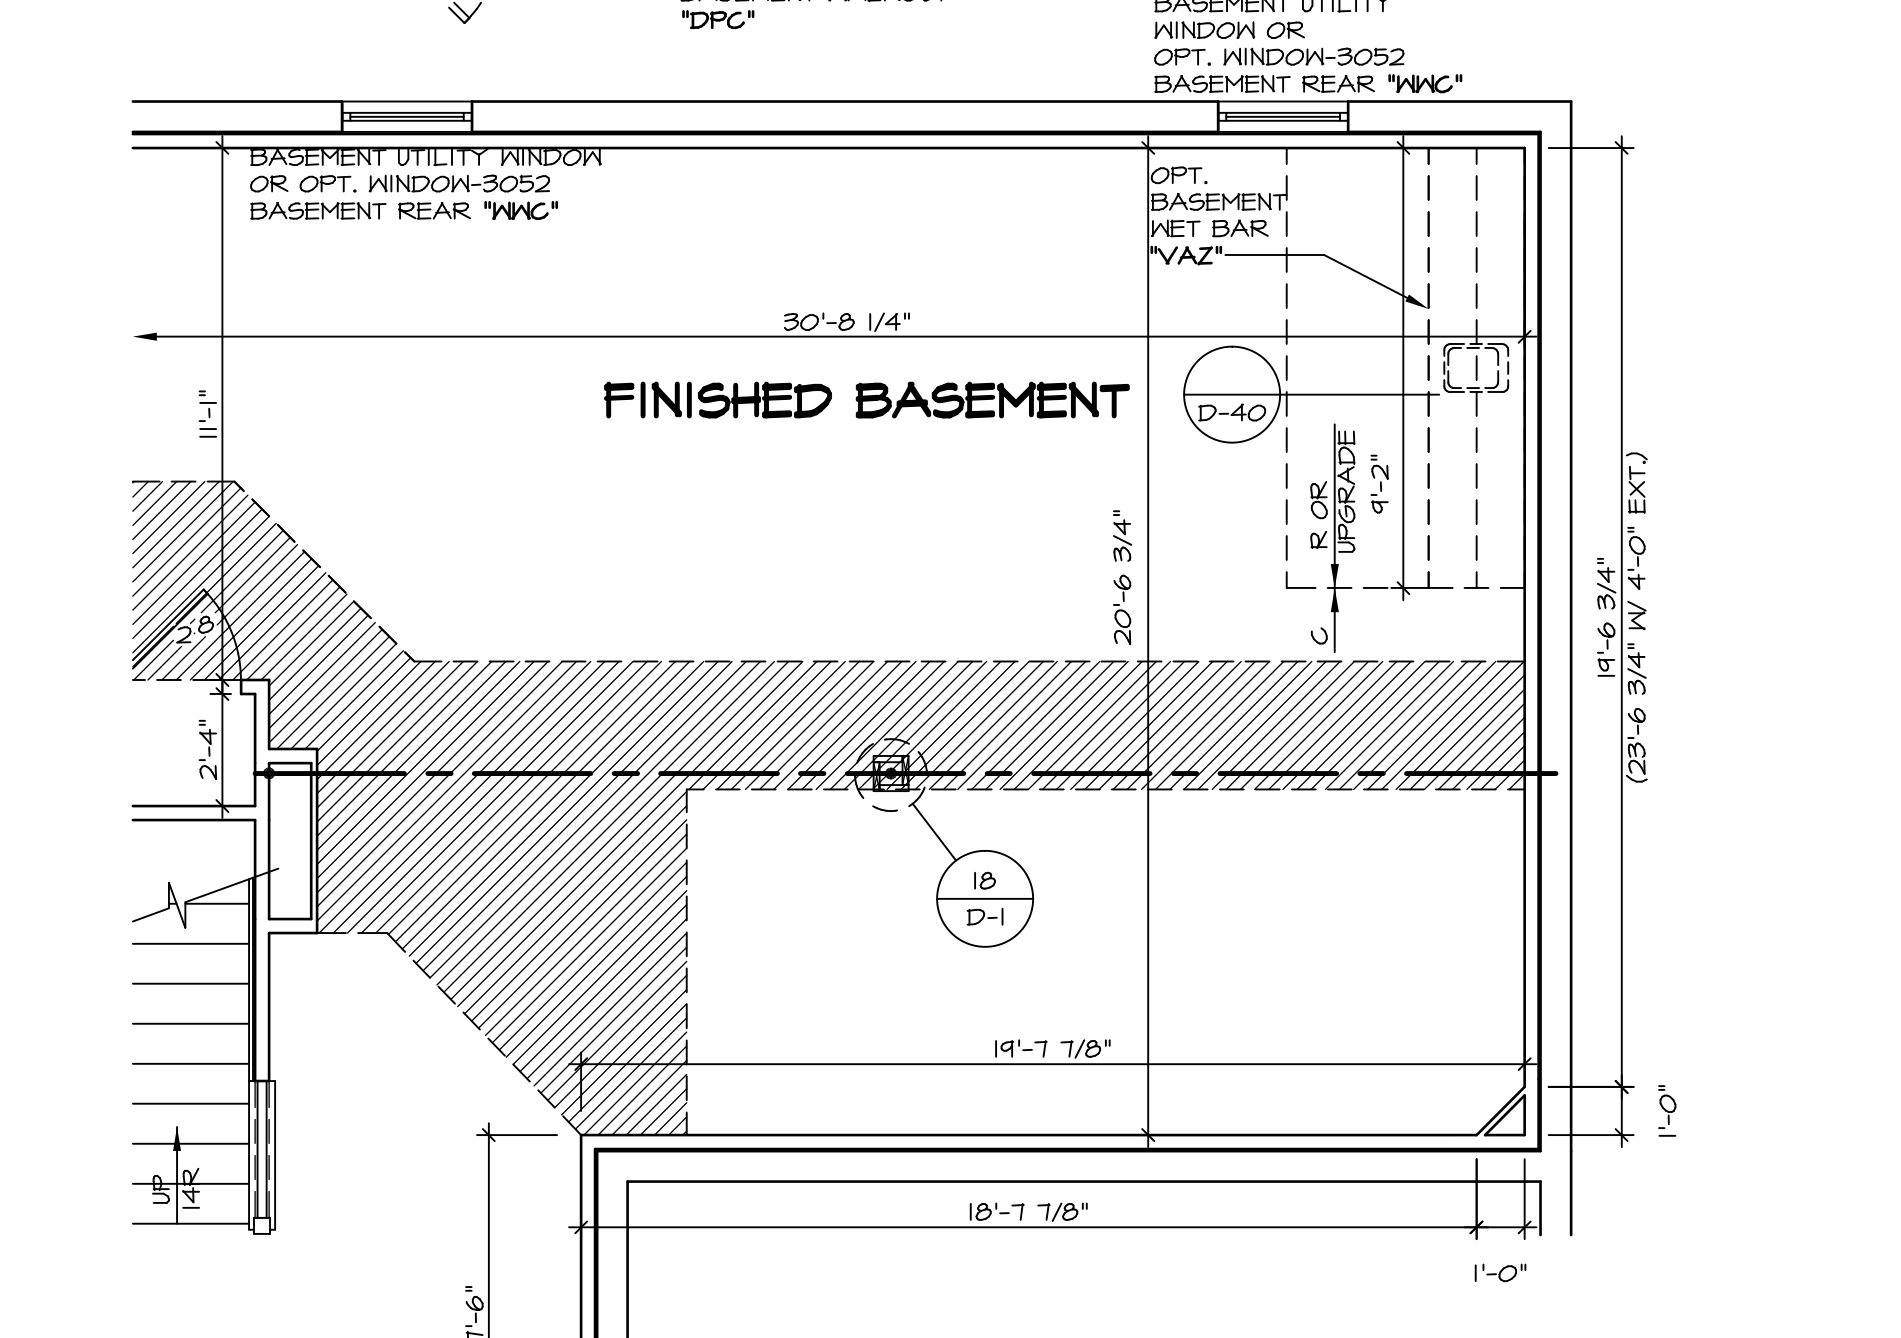 "DPC"
BASEMENT UTILITY
WINDOW OR
OPT. WINDOW-3052
BASEMENT REAR "WWC"
BASEMENT UTILITY WINDOW
OR OPT. WINDOW-3052
BASEMENT REAR "WWC"
OPT.
BASEMENT
WET BAR
"VAZ"
30'-8 1/4"
FINISHED BASEMENT
D-40
11'-1"
R OR
UPGRADE
9'-2"
C
20'-6 3/4"
19'-6 3/4"
(23'-6 3/4" W/ 4'-0" EXT.)
2.8
2'-4"
18
D-1
19'-7 7/8"
1'-0"
UP
14R
18'-7 7/8"
1'-0"